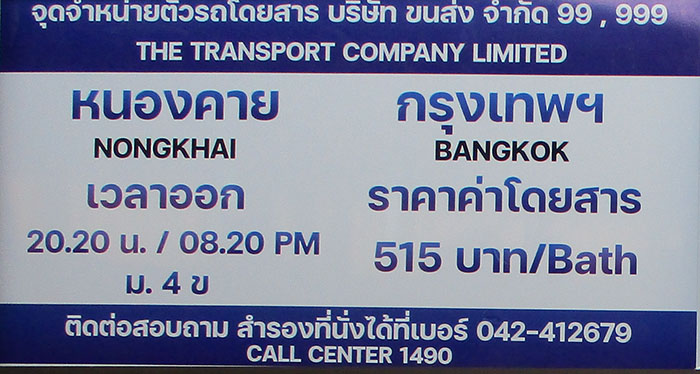 จุดจำหน่ายตั๋วรถโดยสาร บริษัท ขนส่ง จำกัด 99 , 999
THE TRANSPORT COMPANY LIMITED
หนองคาย กรุงเทพฯ
NONGKHAI BANGKOK
เวลาออก ราคาค่าโดยสาร
20.20 น. / 08.20 PM 515 บาท/Bath
ม. 4 ข
ติดต่อสอบถาม สำรองที่นั่งได้ที่เบอร์ 042-412679
CALL CENTER 1490